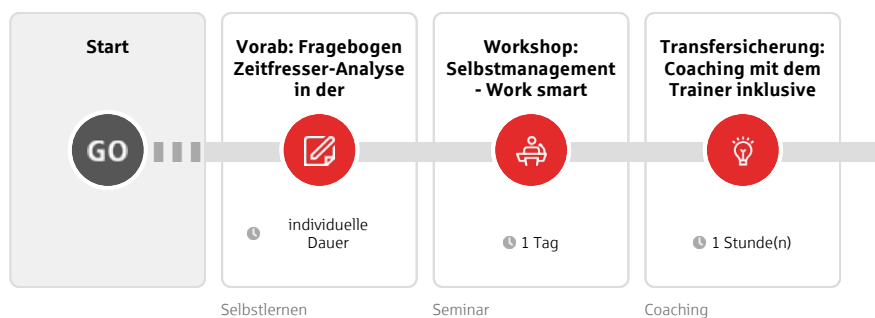 Start
GO
Vorab: Fragebogen
Zeitfresser-Analyse
in der
individuelle
Dauer
Selbstlernen
Workshop:
Selbstmanagement
- Work smart
1 Tag
Seminar
Transfersicherung:
Coaching mit dem
Trainer inklusive
1 Stunde(n)
Coaching